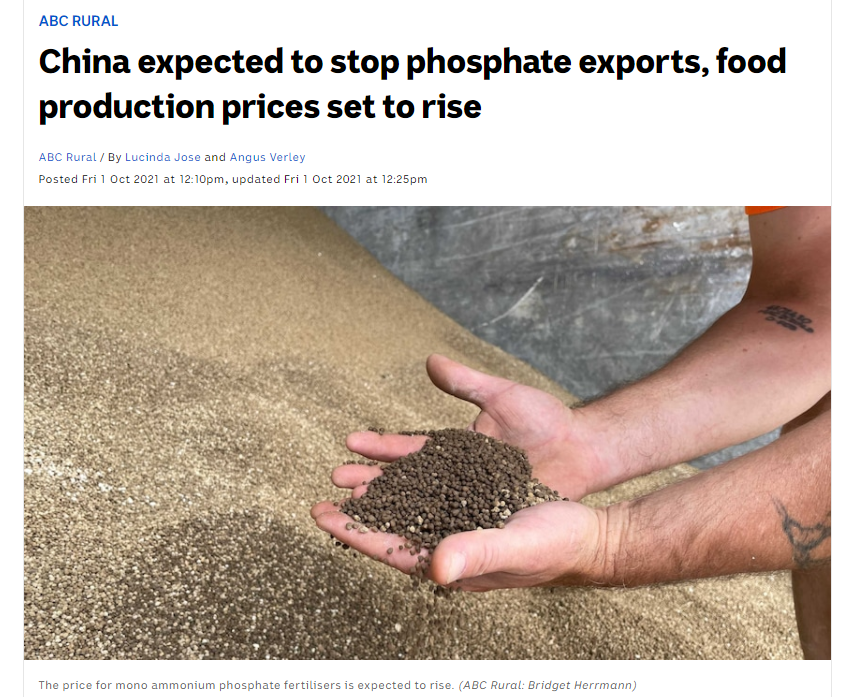 ABC RURAL
China expected to stop phosphate exports, food
production prices set to rise
ABC Rural / By Lucinda Jose and Angus Verley
Posted Fri 1 Oct 2021 at 12:10pm, updated Fri 1 Oct 2021 at 12:25pm
The price for mono ammonium phosphate fertilisers is expected to rise. (ABC Rural: Bridget Herrmann)